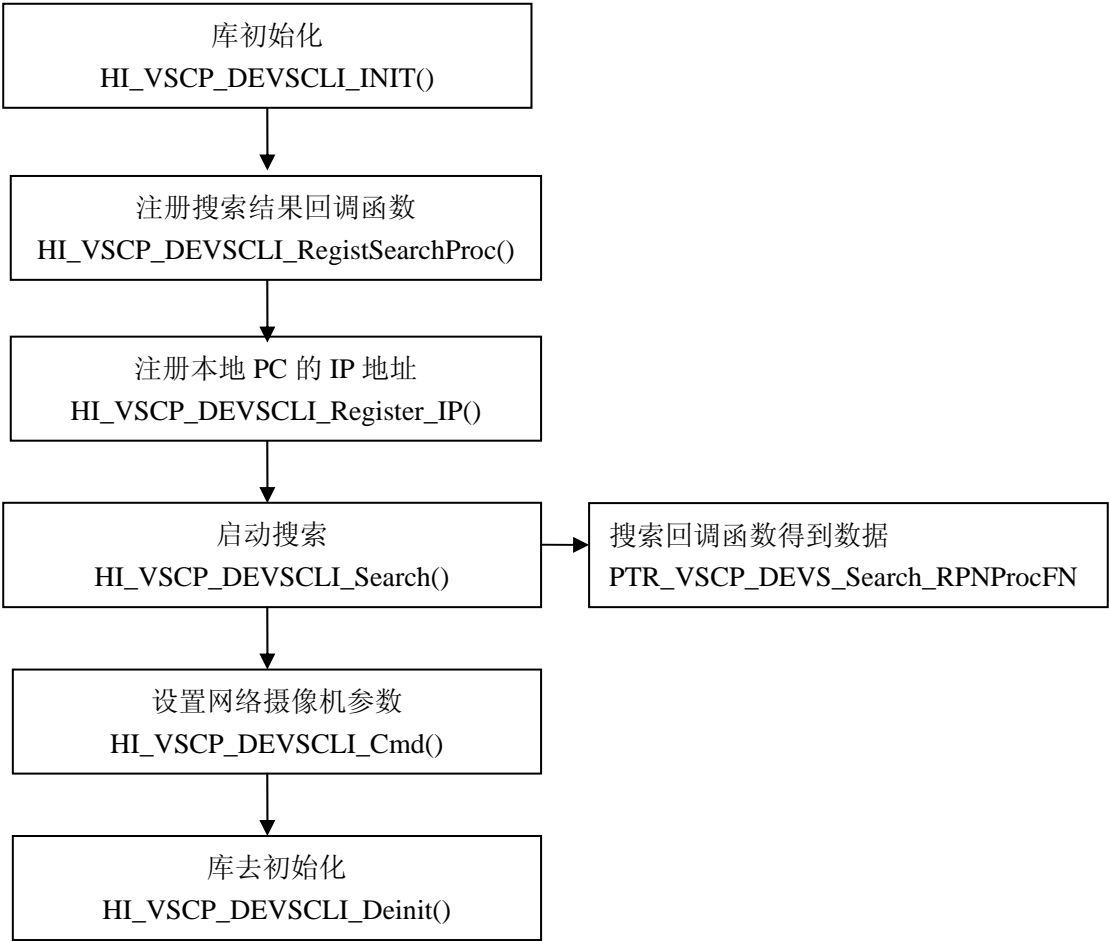 库初始化
HI_VSCP_DEVSCLI_INIT()
注册搜索结果回调函数
HI_VSCP_DEVSCLI_RegistSearchProc()
注册本地 PC 的 IP 地址
HI_VSCP_DEVSCLI_Register_IP()
启动搜索
HI_VSCP_DEVSCLI_Search()
搜索回调函数得到数据
PTR_VSCP_DEVS_Search_RPNProcFN
设置网络摄像机参数
HI_VSCP_DEVSCLI_Cmd()
库去初始化
HI_VSCP_DEVSCLI_Deinit()